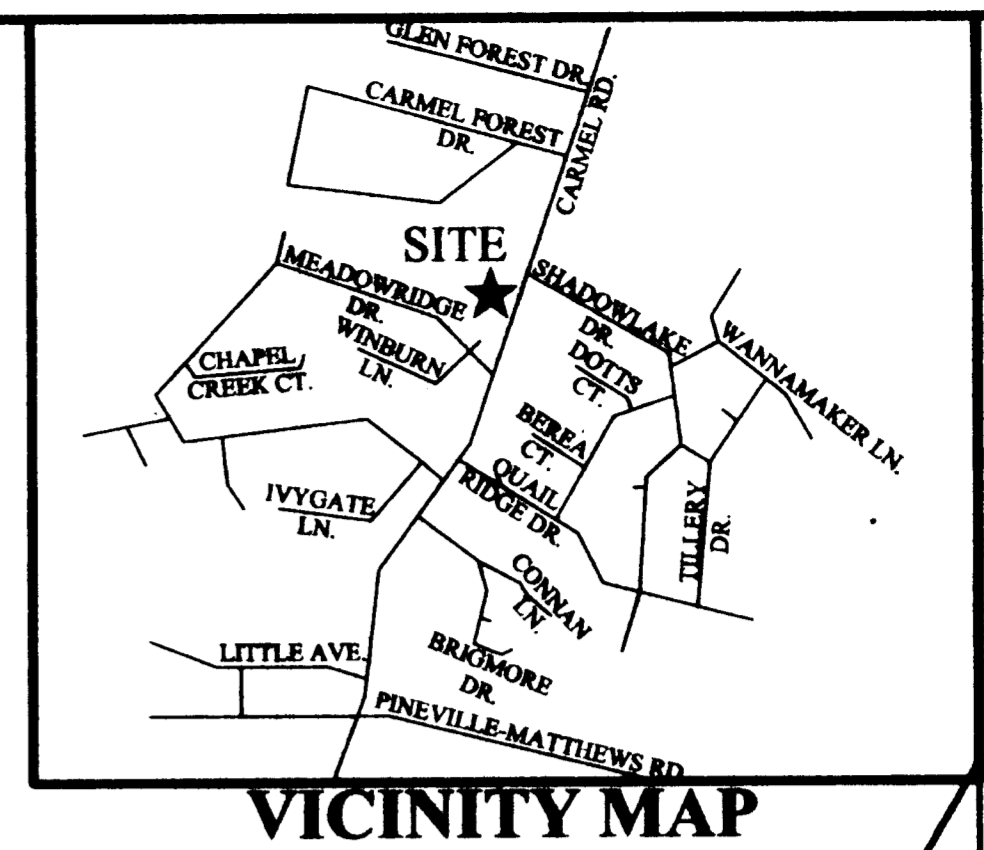 GLEN FOREST DR.
CARMEL FOREST
DR.
CARMEL RD.
SITE
MEADOWRIDGE
DR.
SHADOWLAKE
DR.
WANNAMAKER LN.
WINBURN
LN.
DOTTS
CT.
CHAPEL
CREEK CT.
BEREA
CT.
QUAIL
RIDGE DR.
IVYGATE
LN.
TILLERY
DR.
CONNAN
LN.
LITTLE AVE.
BRIGMORE
DR.
PINEVILLE-MATTHEWS RD
VICINITY MAP